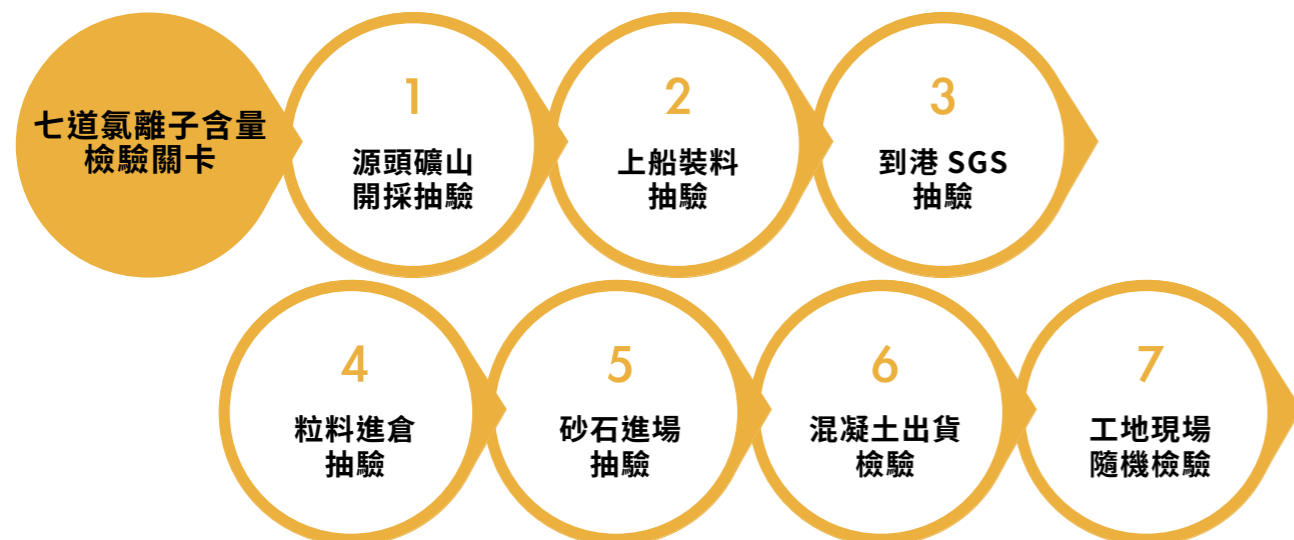 七道氯離子含量
檢驗關卡
1
源頭礦山
開採抽驗
2
上船裝料
抽驗
3
到港 SGS
抽驗
4
粒料進倉
抽驗
5
砂石進場
抽驗
6
混凝土出貨
檢驗
7
工地現場
隨機檢驗